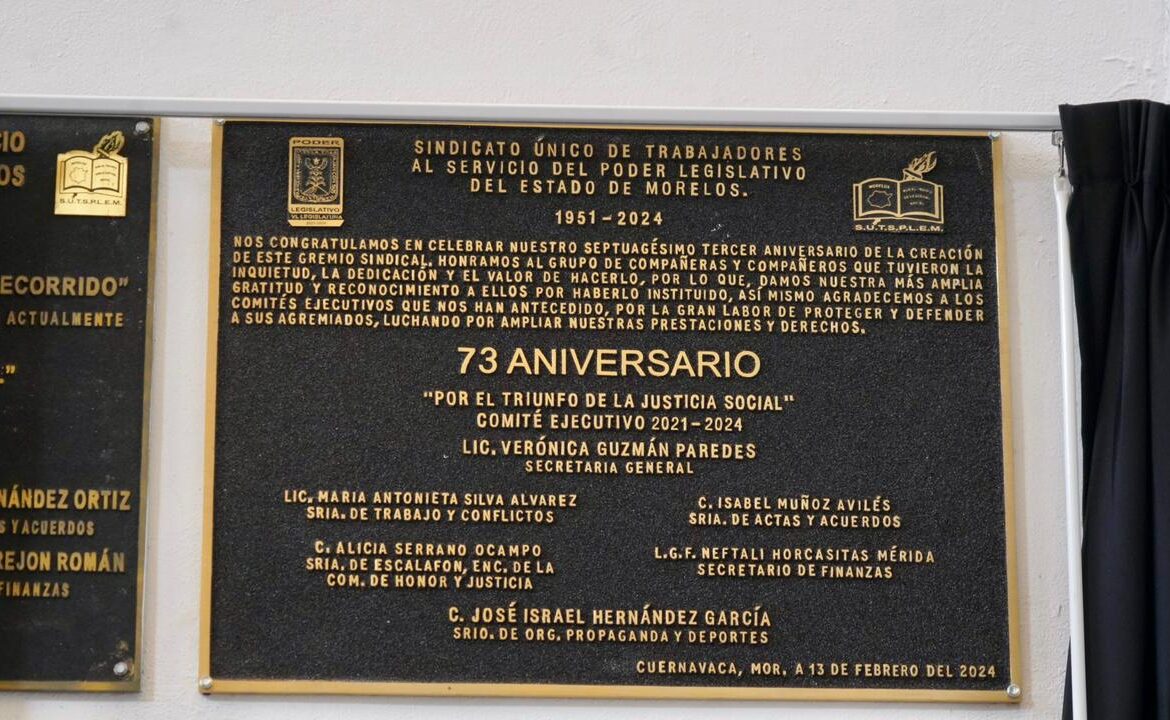 CIO
OS
S.U.T.S.P.L.E.M.
ECORRIDO"
ACTUALMENTE
."
NÁNDEZ ORTIZ
S Y ACUERDOS
REJON ROMÁN
FINANZAS
PODER
LEGISLATIVO
SINDICATO ÚNICO DE TRABAJADORES
AL SERVICIO DEL PODER LEGISLATIVO
DEL ESTADO DE MORELOS.
1951-2024
MORELOS
S.U.T.S.P.L.E.M.
NOS CONGRATULAMOS EN CELEBRAR NUESTRO SEPTUAGÉSIMO TERCER ANIVERSARIO DE LA CREACIÓN
DE ESTE GREMIO SINDICAL. HONRAMOS AL GRUPO DE COMPAÑERAS Y COMPAÑEROS QUE TUVIERON LA
INQUIETUD, LA DEDICACIÓN Y EL VALOR DE HACERLO, POR LO QUE, DAMOS NUESTRA MÁS AMPLIA
GRATITUD Y RECONOCIMIENTO A ELLOS POR HABERLO INSTITUIDO, ASÍ MISMO AGRADECEMOS A LOS
COMITÉS EJECUTIVOS QUE NOS HAN ANTECEDIDO, POR LA GRAN LABOR DE PROTEGER Y DEFENDER
A SUS AGREMIADOS, LUCHANDO POR AMPLIAR NUESTRAS PRESTACIONES Y DERECHOS.
73 ANIVERSARIO
"POR EL TRIUNFO DE LA JUSTICIA SOCIAL"
COMITÉ EJECUTIVO 2021-2024
LIC. VERÓNICA GUZMÁN PAREDES
SECRETARIA GENERAL
LIC. MARIA ANTONIETA SILVA ALVAREZ
SRIA. DE TRABAJO Y CONFLICTOS
C. ISABEL MUÑOZ AVILÉS
SRIA. DE ACTAS Y ACUERDOS
C. ALICIA SERRANO OCAMPO
SRIA. DE ESCALAFON, ENC. DE LA
COM. DE HONOR Y JUSTICIA
L.G.F. NEFTALI HORCASITAS MÉRIDA
SECRETARIO DE FINANZAS
C. JOSÉ ISRAEL HERNÁNDEZ GARCÍA
SRIO. DE ORG. PROPAGANDA Y DEPORTES
CUERNAVACA, MOR. A 13 DE FEBRERO DEL 2024